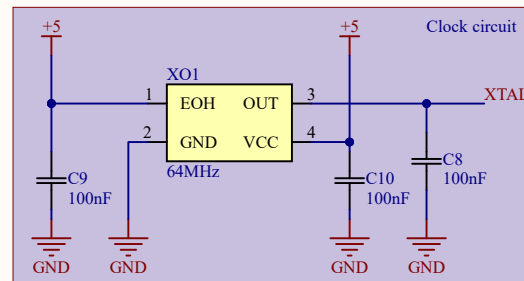 +5
+5
Clock circuit
XO1
1
EOH
OUT
3
XTAL
2
GND
VCC
4
64MHz
C9
100nF
C10
100nF
C8
100nF
GND
GND
GND
GND